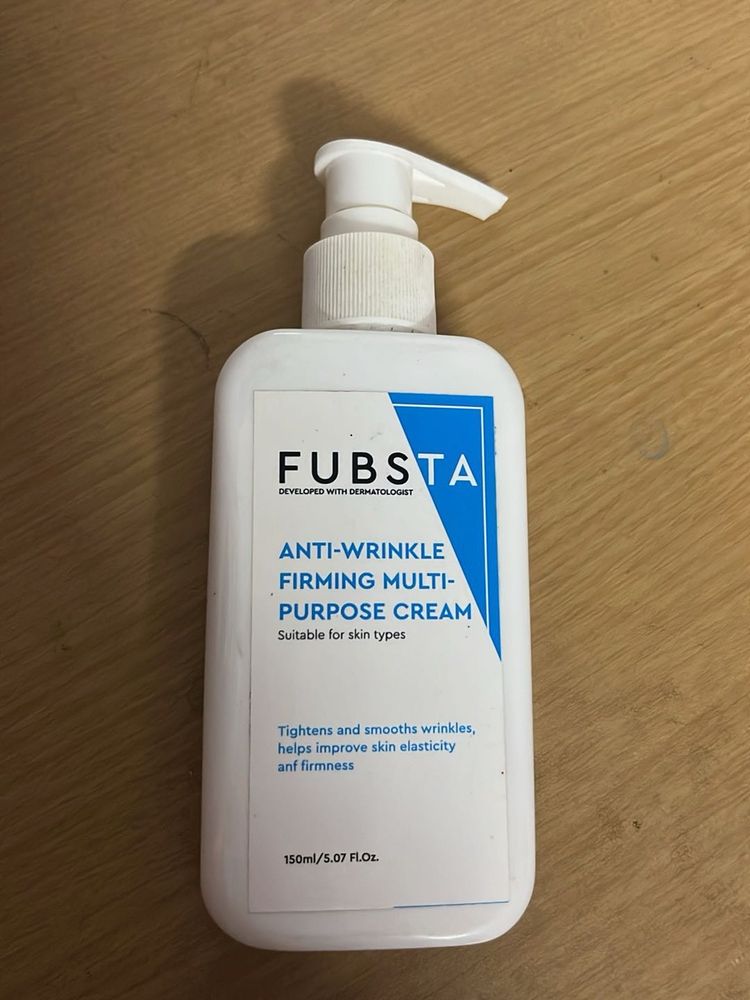 FUBSTA
DEVELOPED WITH DERMATOLOGIST
ANTI-WRINKLE
FIRMING MULTI-
PURPOSE CREAM
Suitable for skin types
Tightens and smooths wrinkles,
helps improve skin elasticity
anf firmness
150ml/5.07 Fl.Oz.